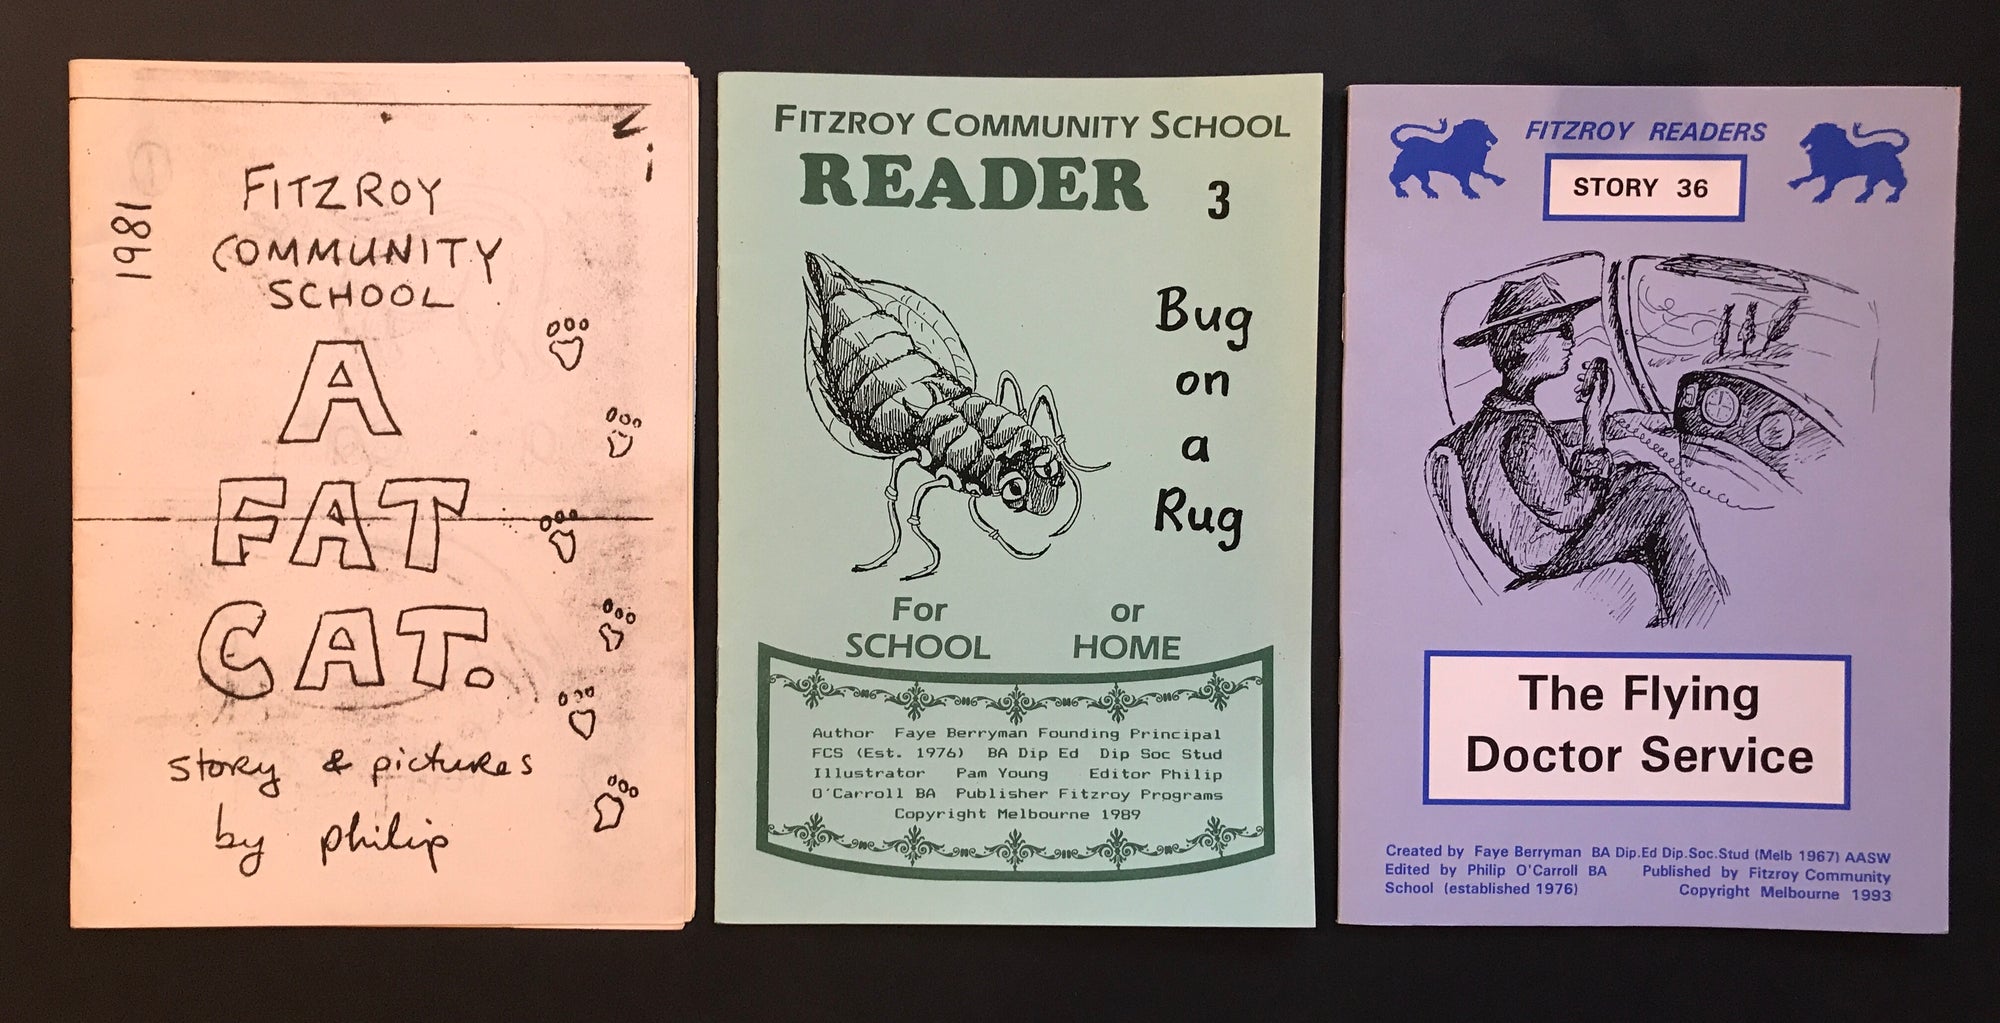 1981
FITZROY
COMMUNITY
SCHOOL
A
FAT
CAT.
story & pictures
by philip
FITZROY COMMUNITY SCHOOL
READER 3
Bug
on
a
Rug
For or
SCHOOL HOME
Author Faye Berryman Founding Principal
FCS (Est. 1976) BA Dip Ed Dip Soc Stud
Illustrator Pam Young Editor Philip
O'Carroll BA Publisher Fitzroy Programs
Copyright Melbourne 1989
FITZROY READERS
STORY 36
The Flying
Doctor Service
Created by Faye Berryman BA Dip.Ed Dip.Soc.Stud (Melb 1967) AASW
Edited by Philip O'Carroll BA Published by Fitzroy Community
School (established 1976) Copyright Melbourne 1993